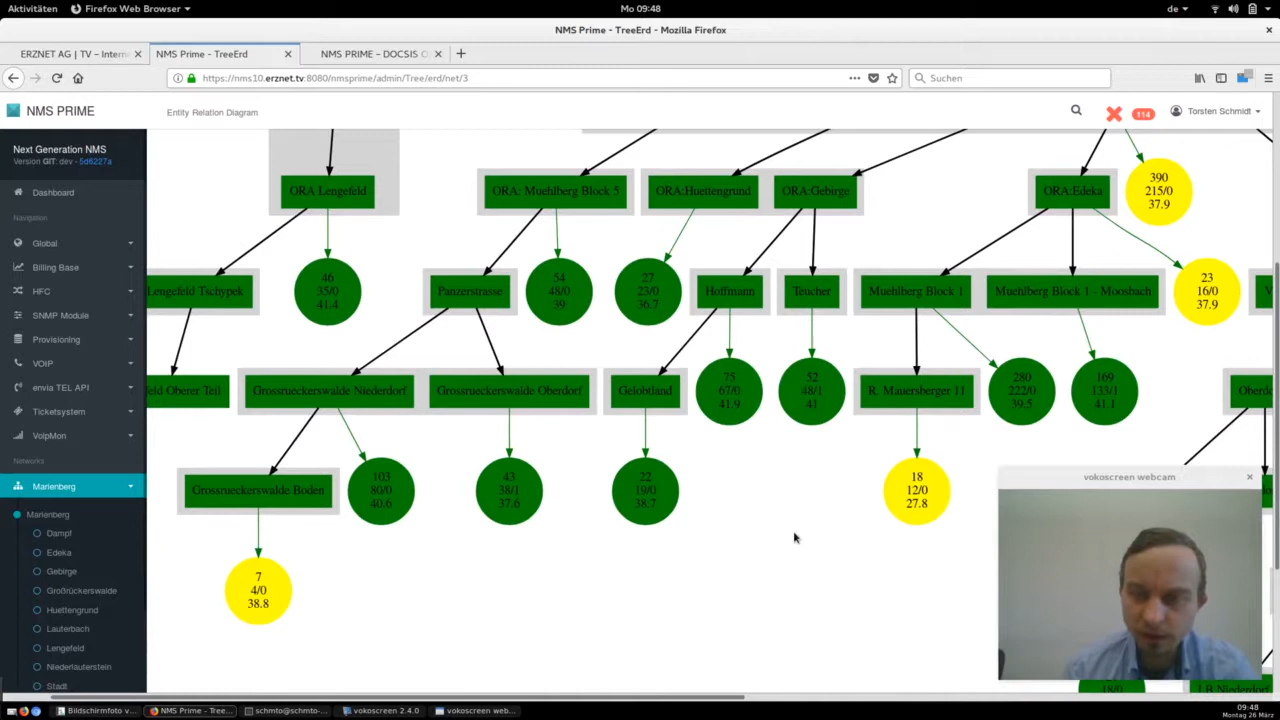 Aktivitäten
Firefox Web Browser
Mo 09:48
de
NMS Prime - TreeErd - Mozilla Firefox
ERZNET AG | TV – Intern
NMS Prime - TreeErd
NMS PRIME – DOCSIS
https://nms10.erznet.tv:8080/nmsprime/admin/Tree/erd/net/3
Suchen
NMS PRIME
Entity Relation Diagram
114
Torsten Schmidt
Next Generation NMS
Version GIT: dev - 5d6227a
Dashboard
Navigation
Global
Billing Base
HFC
SNMP Module
Provisioning
VOIP
envia TEL API
Ticketsystem
VoipMon
Networks
Marienberg
Marienberg
Dampf
Edeka
Gebirge
Großrückerswalde
Huettengrund
Lauterbach
Lengefeld
Niederlauterstein
Stadt
ORA Lengefeld
ORA: Muehlberg Block 5
ORA:Huettengrund
ORA:Gebirge
ORA:Edeka
390
215/0
37.9
Lengefeld Tschypek
46
35/0
41.4
Panzerstrasse
54
48/0
39
27
23/0
36.7
Hoffmann
Teucher
Muehlberg Block 1
Muehlberg Block 1 - Moosbach
23
16/0
37.9
V
eld Oberer Teil
Grossrueckerswalde Niederdorf
Grossrueckerswalde Oberdorf
Gelobtland
75
67/0
41.9
52
48/1
41
R. Mauersberger 11
280
222/0
39.5
169
133/1
41.1
Oberdo
Grossrueckerswalde Böden
103
80/0
40.6
43
38/1
37.6
22
19/0
38.7
18
12/0
27.8
7
4/0
38.8
vokoscreen webcam
18/0
LB Niederdorf
Bildschirmfoto v...
NMS Prime - Tree...
schmto@schmto-...
vokoscreen 2.4.0
vokoscreen web...
09:48
Montag 26 März